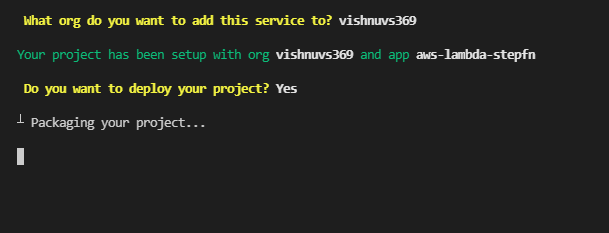 What org do you want to add this service to? vishnuvs369
Your project has been setup with org vishnuvs369 and app aws-lambda-stepfn
Do you want to deploy your project? Yes
┴ Packaging your project...